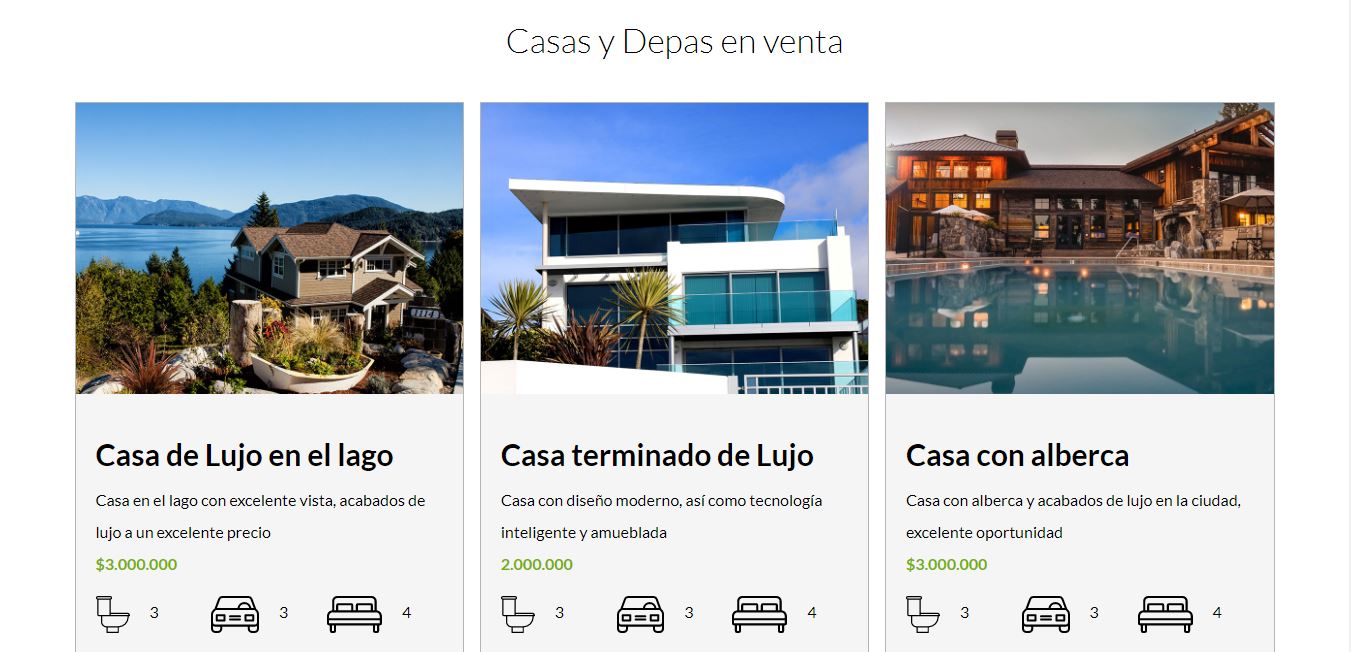 Casas y Depas en venta
Casa de Lujo en el lago
Casa en el lago con excelente vista, acabados de
lujo a un excelente precio
$3.000.000
3 3 4
Casa terminado de Lujo
Casa con diseño moderno, así como tecnología
inteligente y amueblada
2.000.000
3 3 4
Casa con alberca
Casa con alberca y acabados de lujo en la ciudad,
excelente oportunidad
$3.000.000
3 3 4